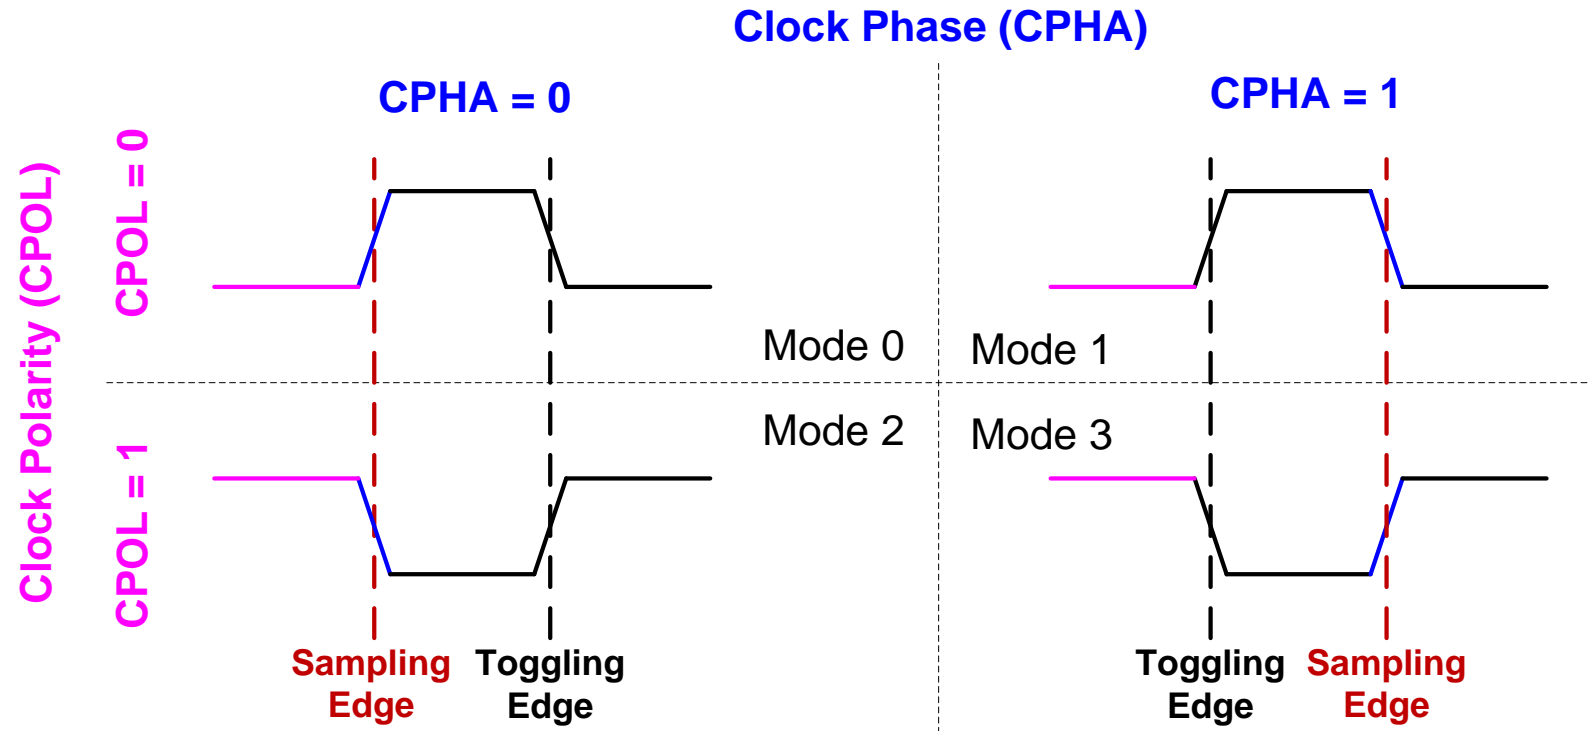 Clock Phase (CPHA)
CPHA = 0
CPHA = 1
Clock Polarity (CPOL)
CPOL = 0
CPOL = 1
Mode 0
Mode 1
Mode 2
Mode 3
Sampling
Edge
Toggling
Edge
Toggling
Edge
Sampling
Edge